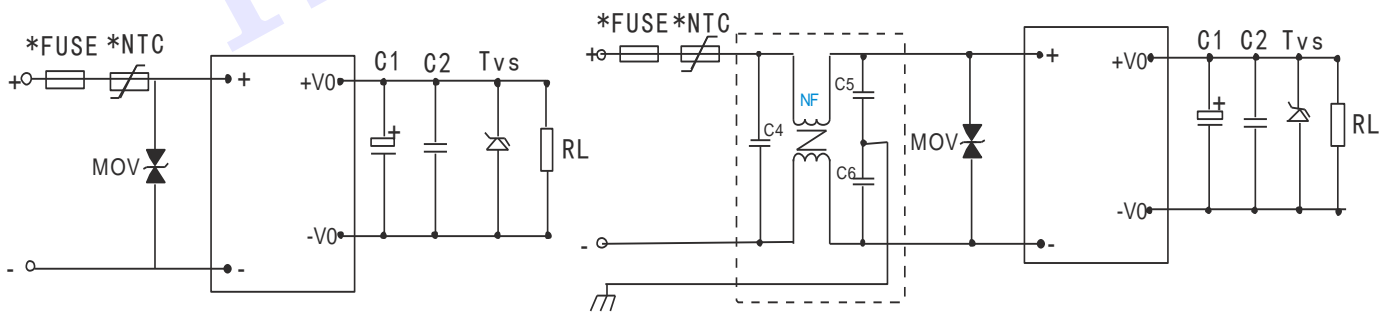 *FUSE *NTC
+
MOV
-
+
-
+V0
-V0
C1 C2 Tvs
+
RL
*FUSE *NTC
+
-
C4
NF
C5
C6
MOV
+
-
+V0
-V0
C1 C2 Tvs
+
RL